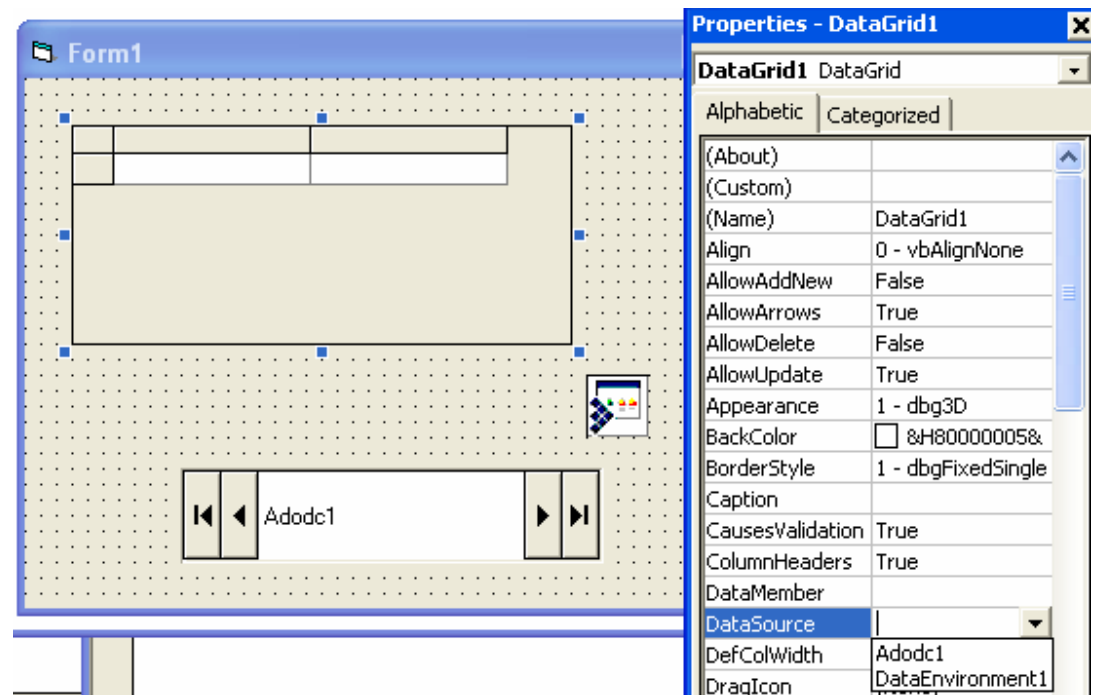 Form1
Adodc1
Properties - DataGrid1
DataGrid1 DataGrid
Alphabetic Categorized
(About)
(Custom)
(Name) DataGrid1
Align 0 - vbAlignNone
AllowAddNew False
AllowArrows True
AllowDelete False
AllowUpdate True
Appearance 1 - dbg3D
BackColor &H80000005&
BorderStyle 1 - dbgFixedSingle
Caption
CausesValidation True
ColumnHeaders True
DataMember
DataSource
DefColWidth Adodc1
DragIcon DataEnvironment1